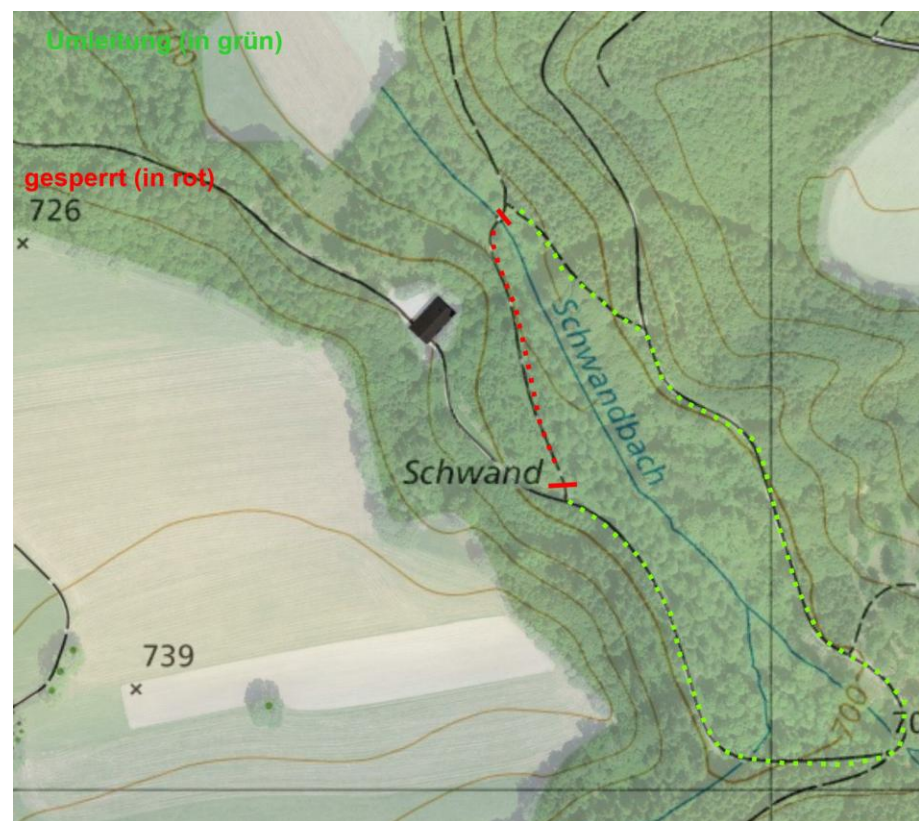 Umleitung (in grün)
gesperrt (in rot)
726
Schwandbach
Schwand
739
700